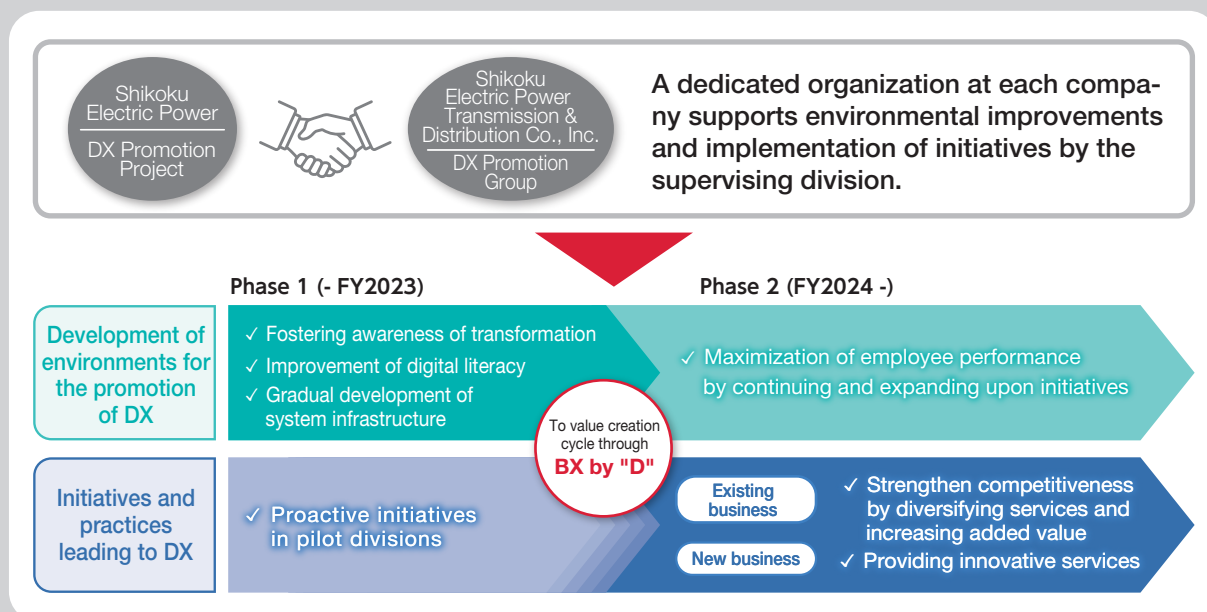 Shikoku
Electric Power
DX Promotion
Project
Shikoku
Electric Power
Transmission &
Distribution Co., Inc.
DX Promotion
Group
A dedicated organization at each compa-
ny supports environmental improvements
and implementation of initiatives by the
supervising division.
Phase 1 (- FY2023)
Phase 2 (FY2024 -)
Development of
environments for
the promotion
of DX
✓ Fostering awareness of transformation
✓ Improvement of digital literacy
✓ Gradual development of
system infrastructure
To value creation
cycle through
BX by "D"
✓ Maximization of employee performance
by continuing and expanding upon initiatives
Initiatives and
practices
leading to DX
✓ Proactive initiatives
in pilot divisions
Existing
business
✓ Strengthen competitiveness
by diversifying services and
increasing added value
New business
✓ Providing innovative services